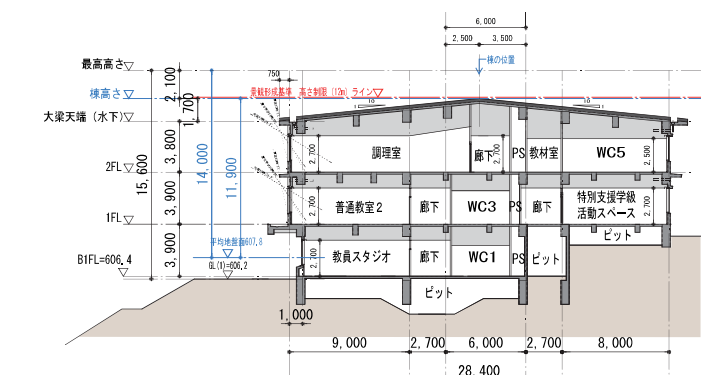 6,000
2,500 3,500
棟の位置
最高高さ
750
2,100
棟高さ
景観形成基準 高さ制限(12m)ライン
10 10
1,700
大梁天端（水下）
3,800
2,700 調理室 廊下 2,700 PS 教材室 WC5 2,500
14,000
11,900
15,600
2FL
3,900
2,700 普通教室2 廊下 WC3 PS 廊下 特別支援学級
活動スペース 2,700
1FL
ピット
平均地盤面607.8
3,900
B1FL=606.4
GL(1)=606.2
2,700 教員スタジオ 廊下 WC1 PS ピット
ピット
1,000
9,000 2,700 6,000 2,700 8,000
28,400